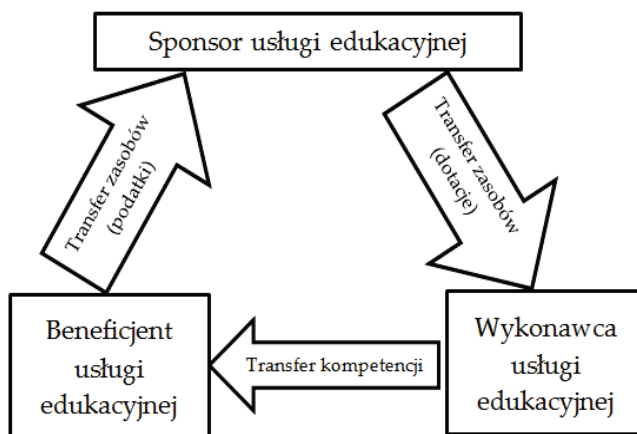 Sponsor usługi edukacyjnej
Transfer zasobów
(podatki)
Transfer zasobów
(dotacje)
Beneficjent
usługi
edukacyjnej
Transfer kompetencji
Wykonawca
usługi
edukacyjnej